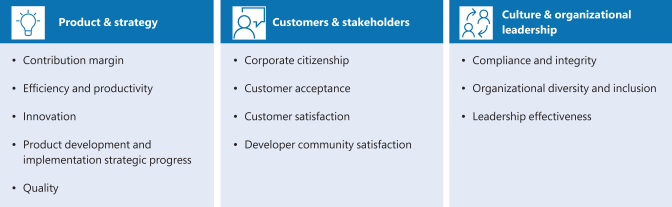 Product & strategy
• Contribution margin
• Efficiency and productivity
• Innovation
• Product development and
implementation strategic progress
• Quality
Customers & stakeholders
• Corporate citizenship
• Customer acceptance
• Customer satisfaction
• Developer community satisfaction
Culture & organizational
leadership
• Compliance and integrity
• Organizational diversity and inclusion
• Leadership effectiveness